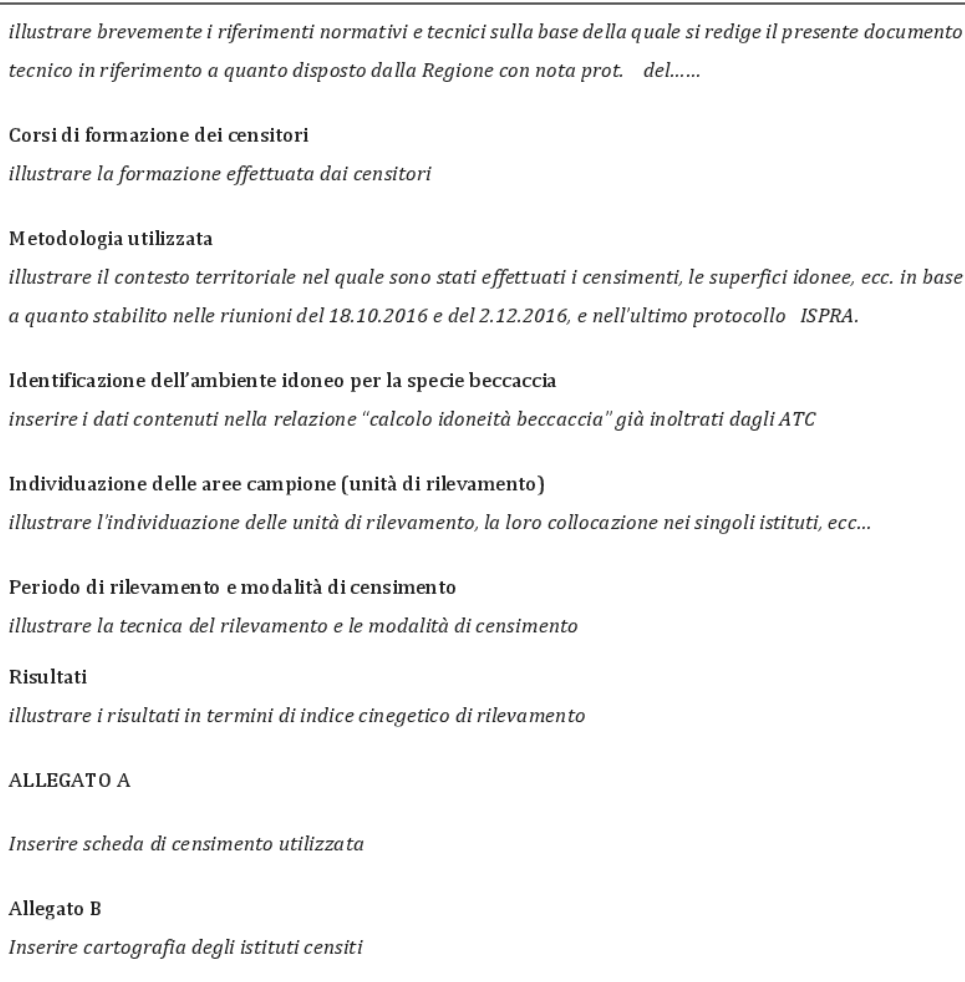 illustrare brevemente i riferimenti normativi e tecnici sulla base della quale si redige il presente documento
tecnico in riferimento a quanto disposto dalla Regione con nota prot. del......
Corsi di formazione dei censitori
illustrare la formazione effettuata dai censitori
Metodologia utilizzata
illustrare il contesto territoriale nel quale sono stati effettuati i censimenti, le superfici idonee, ecc. in base
a quanto stabilito nelle riunioni del 18.10.2016 e del 2.12.2016, e nell'ultimo protocollo ISPRA.
Identificazione dell'ambiente idoneo per la specie beccaccia
inserire i dati contenuti nella relazione "calcolo idoneità beccaccia" già inoltrati dagli ATC
Individuazione delle aree campione (unità di rilevamento)
illustrare l'individuazione delle unità di rilevamento, la loro collocazione nei singoli istituti, ecc...
Periodo di rilevamento e modalità di censimento
illustrare la tecnica del rilevamento e le modalità di censimento
Risultati
illustrare i risultati in termini di indice cinegetico di rilevamento
ALLEGATO A
Inserire scheda di censimento utilizzata
Allegato B
Inserire cartografia degli istituti censiti